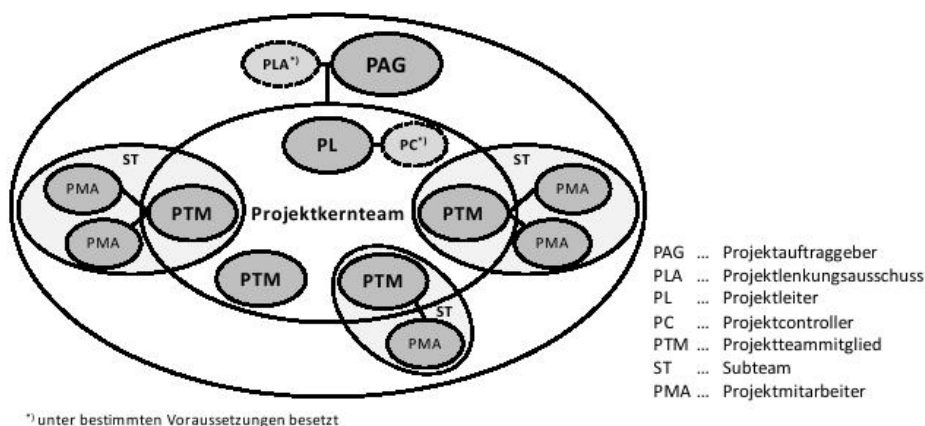 PLA*)
PAG
PL
PC*)
ST
ST
PMA
PMA
PTM
Projektkernteam
PTM
PMA
PMA
PTM
PTM
ST
PMA
PAG ... Projektauftraggeber
PLA ... Projektlenkungsausschuss
PL ... Projektleiter
PC ... Projektcontroller
PTM ... Projektteammitglied
ST ... Subteam
PMA ... Projektmitarbeiter
*) unter bestimmten Voraussetzungen besetzt